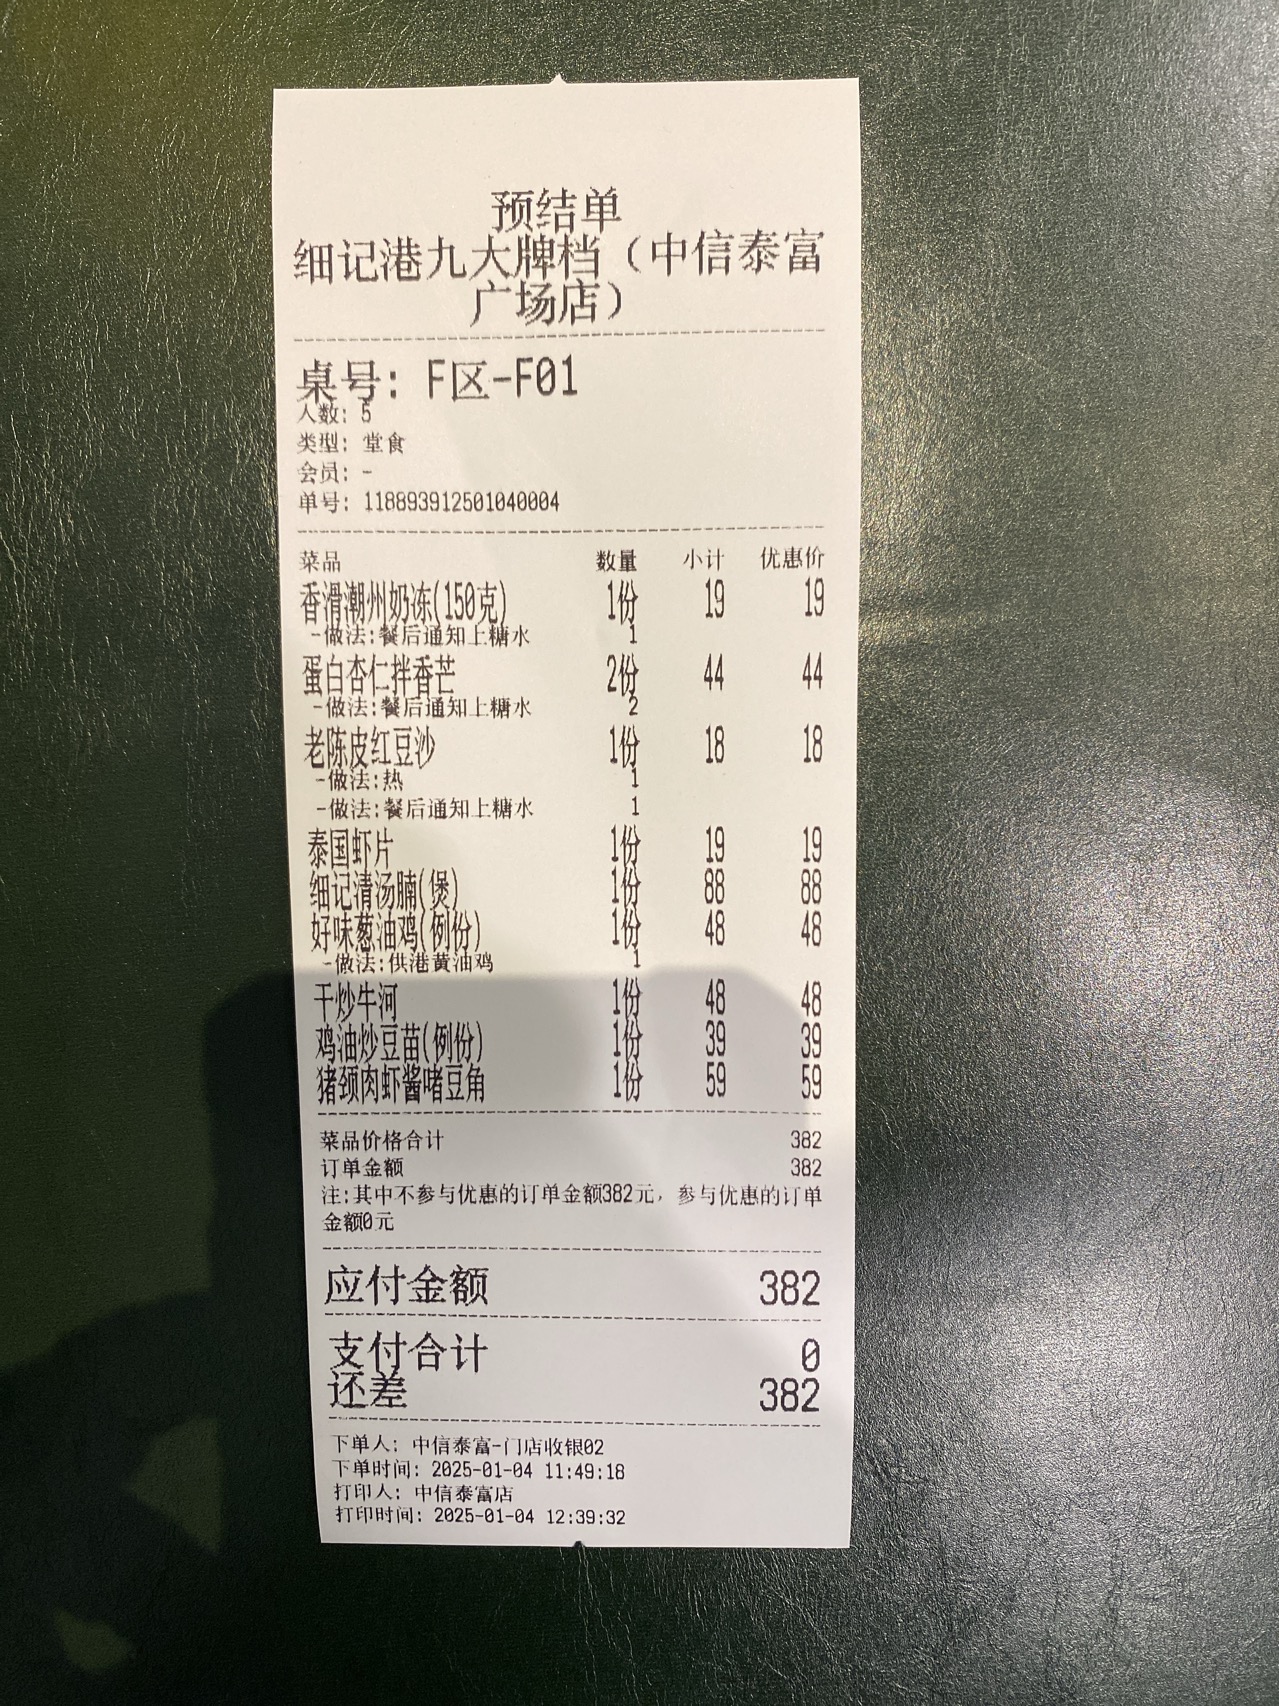 预结单
细记港九大牌档（中信泰富
广场店）
桌号: F区-F01
人数: 5
类型: 堂食
会员: -
单号: 118893912501040004
菜品 数量 小计 优惠价
香滑潮州奶冻(150克) 1份 19 19
-做法:餐后通知上糖水 1
蛋白杏仁拌香芒 2份 44 44
-做法:餐后通知上糖水 2
老陈皮红豆沙 1份 18 18
-做法:热 1
-做法:餐后通知上糖水 1
泰国虾片 1份 19 19
细记清汤腩(煲) 1份 88 88
好味葱油鸡(例份) 1份 48 48
-做法:供港黄油鸡 1
干炒牛河 1份 48 48
鸡油炒豆苗(例份) 1份 39 39
猪颈肉虾酱啫豆角 1份 59 59
菜品价格合计 382
订单金额 382
注:其中不参与优惠的订单金额382元，参与优惠的订单
金额0元
应付金额 382
支付合计 0
还差 382
下单人: 中信泰富-门店收银02
下单时间: 2025-01-04 11:49:18
打印人: 中信泰富店
打印时间: 2025-01-04 12:39:32